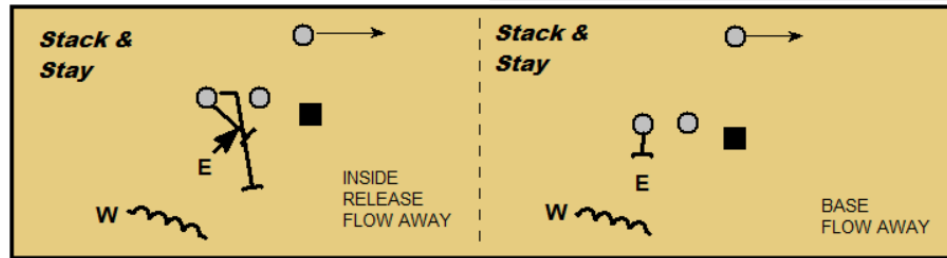 Stack &
Stay
E
W
INSIDE
RELEASE
FLOW AWAY
Stack &
Stay
E
W
BASE
FLOW AWAY